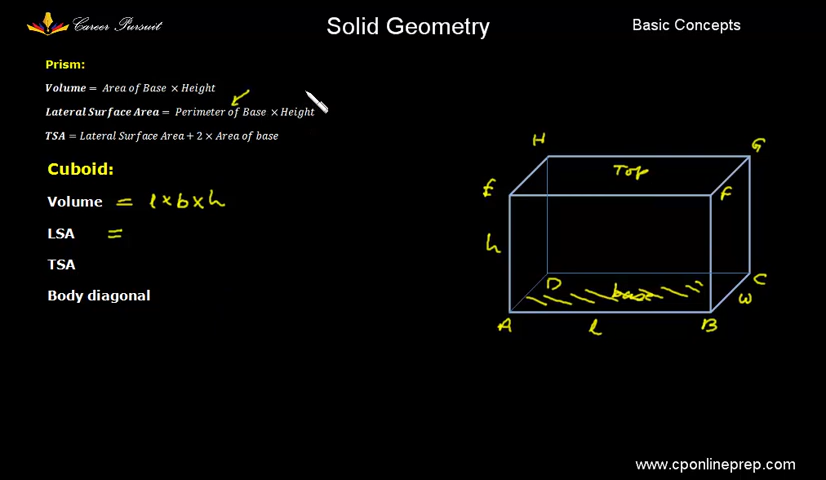 Career Pursuit
Solid Geometry
Basic Concepts
Prism:
Volume = Area of Base × Height
Lateral Surface Area = Perimeter of Base × Height
TSA = Lateral Surface Area + 2 × Area of base
Cuboid:
Volume = l × b × h
LSA =
TSA
Body diagonal
H G
Top
E F
h
D C
base
w
A l B
www.cponlineprep.com